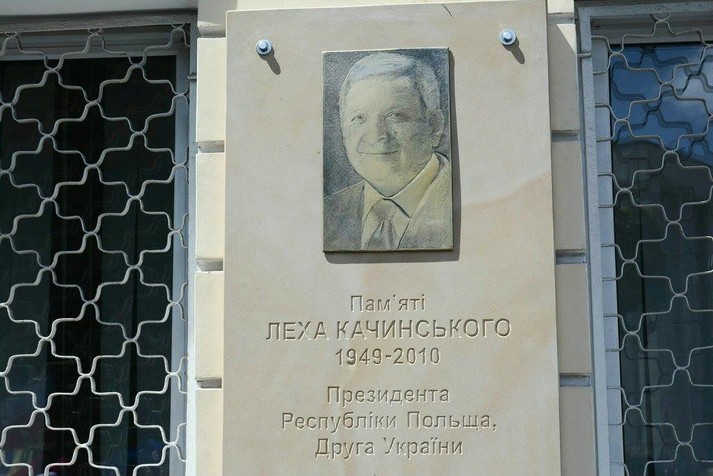 Пам'яті
ЛЕХА КАЧИНСЬКОГО
1949-2010
Президента
Республіки Польща,
Друга України